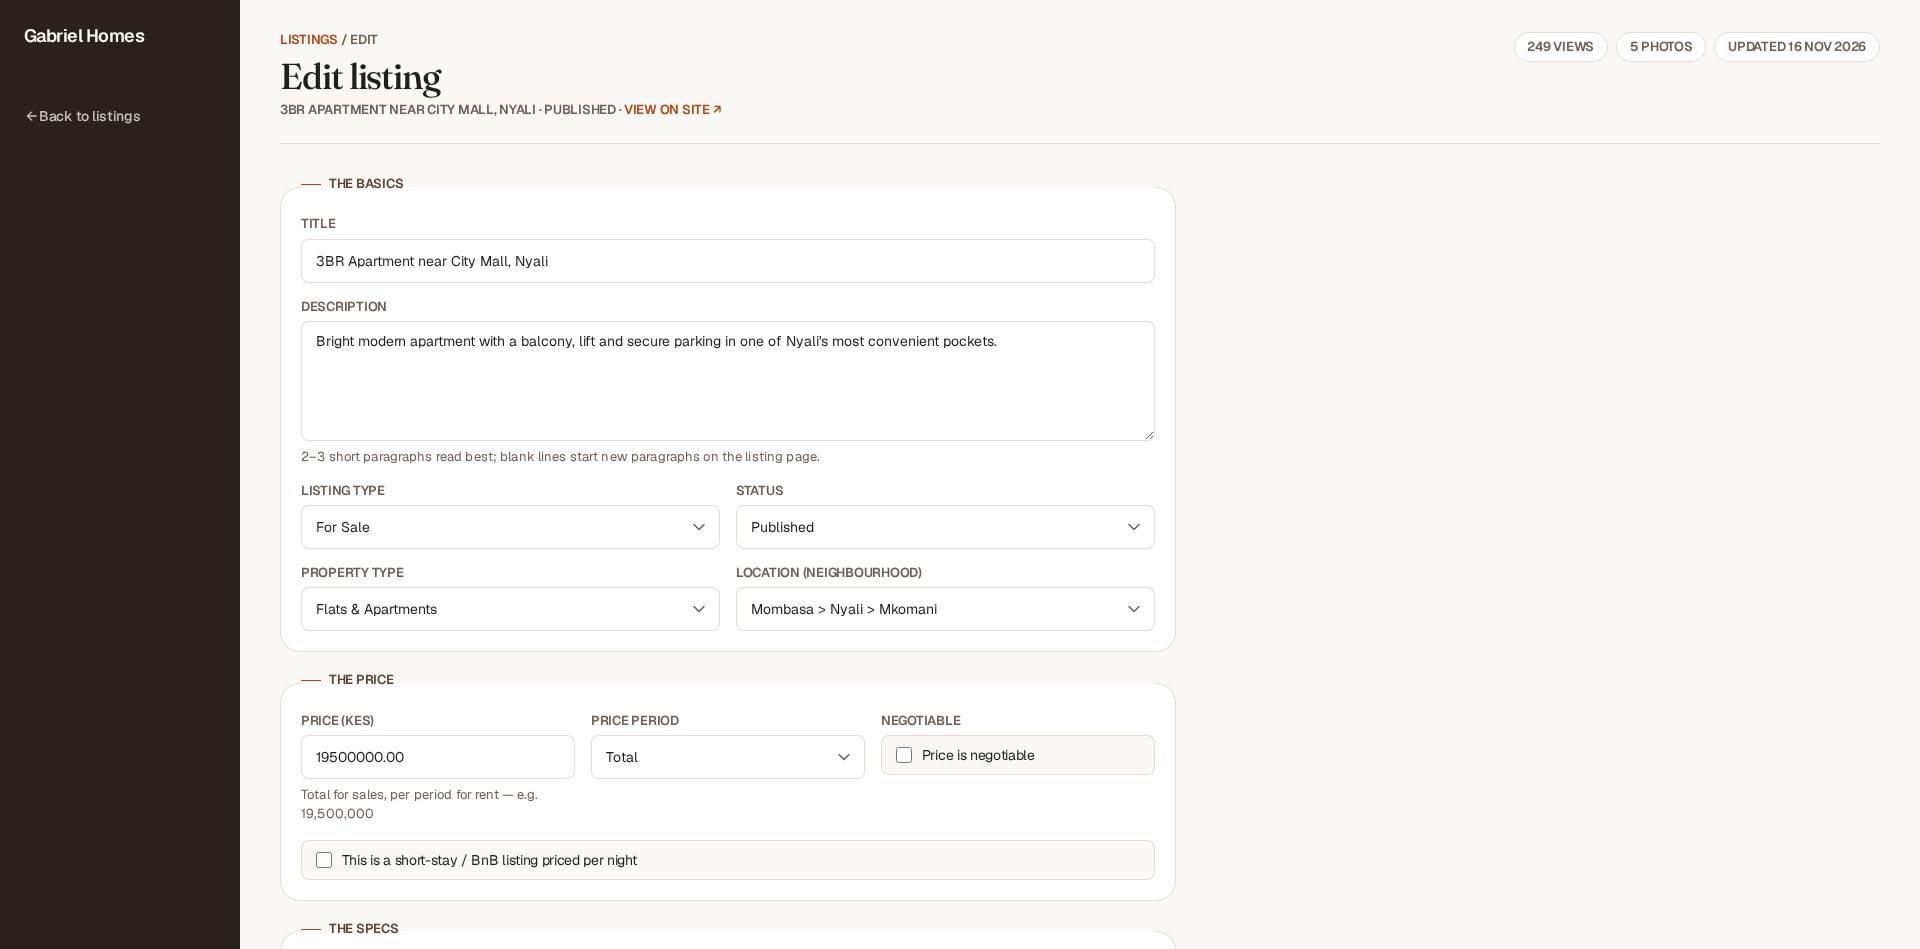 Gabriel Homes
← Back to listings
LISTINGS / EDIT
Edit listing
3BR APARTMENT NEAR CITY MALL, NYALI · PUBLISHED · VIEW ON SITE ↗
249 VIEWS
5 PHOTOS
UPDATED 16 NOV 2026
THE BASICS
TITLE
3BR Apartment near City Mall, Nyali
DESCRIPTION
Bright modern apartment with a balcony, lift and secure parking in one of Nyali's most convenient pockets.
2–3 short paragraphs read best; blank lines start new paragraphs on the listing page.
LISTING TYPE
For Sale
STATUS
Published
PROPERTY TYPE
Flats & Apartments
LOCATION (NEIGHBOURHOOD)
Mombasa > Nyali > Mkomani
THE PRICE
PRICE (KES)
19500000.00
Total for sales, per period for rent — e.g.
19,500,000
PRICE PERIOD
Total
NEGOTIABLE
Price is negotiable
This is a short-stay / BnB listing priced per night
THE SPECS